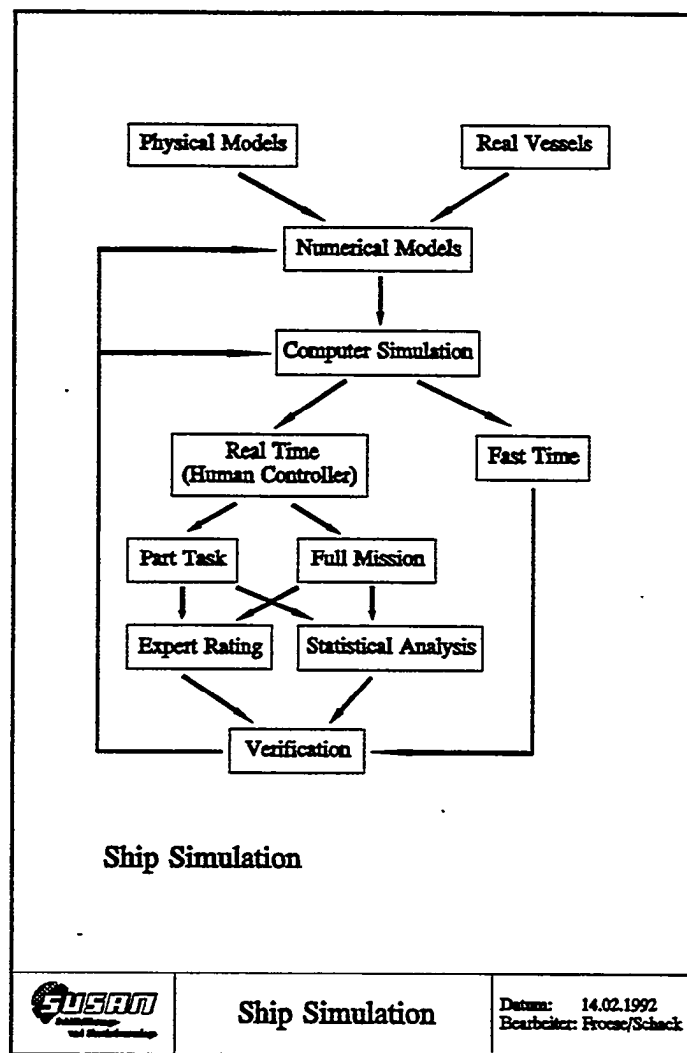 Physical Models
Real Vessels
Numerical Models
Computer Simulation
Real Time
(Human Controller)
Fast Time
Part Task
Full Mission
Expert Rating
Statistical Analysis
Verification
Ship Simulation
SUSAN
Ship Simulation
Datum: 14.02.1992
Bearbeiter: Froese/Schack